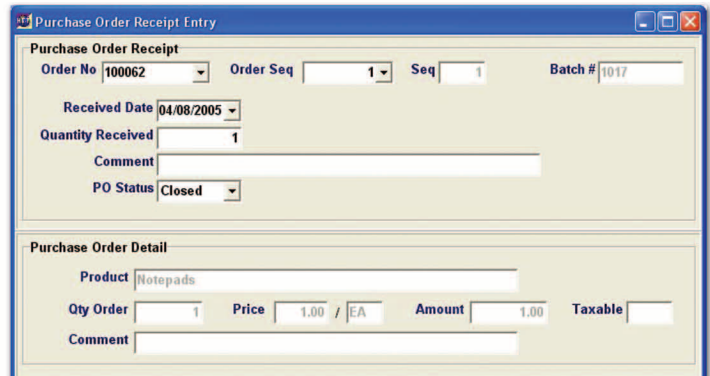 Purchase Order Receipt Entry
Purchase Order Receipt
Order No 100062 Order Seq 1 Seq 1 Batch # 1017
Received Date 04/08/2005
Quantity Received 1
Comment
PO Status Closed
Purchase Order Detail
Product Notepads
Qty Order 1 Price 1.00 / EA Amount 1.00 Taxable
Comment